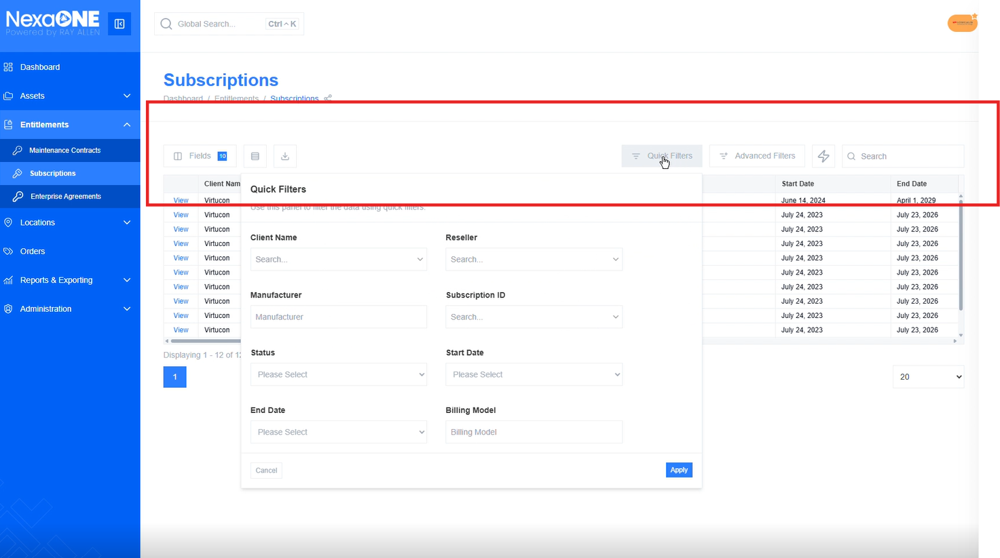 NexaONE
Powered by RAY ALLEN
Global Search...
Ctrl ^ K
Dashboard
Assets
Entitlements
Maintenance Contracts
Subscriptions
Enterprise Agreements
Locations
Orders
Reports & Exporting
Administration
Subscriptions
Dashboard / Entitlements / Subscriptions
Fields 10
Quick Filters
Advanced Filters
Search
Client Nam
Start Date
End Date
View Virtucon June 14, 2024 April 1, 2029
View Virtucon July 24, 2023 July 23, 2026
View Virtucon July 24, 2023 July 23, 2026
View Virtucon July 24, 2023 July 23, 2026
View Virtucon July 24, 2023 July 23, 2026
View Virtucon July 24, 2023 July 23, 2026
View Virtucon July 24, 2023 July 23, 2026
View Virtucon July 24, 2023 July 23, 2026
View Virtucon July 24, 2023 July 23, 2026
View Virtucon July 24, 2023 July 23, 2026
Displaying 1 - 12 of 12
1
20
Quick Filters
Use this panel to filter the data using quick filters.
Client Name
Search...
Reseller
Search...
Manufacturer
Manufacturer
Subscription ID
Search...
Status
Please Select
Start Date
Please Select
End Date
Please Select
Billing Model
Billing Model
Cancel
Apply